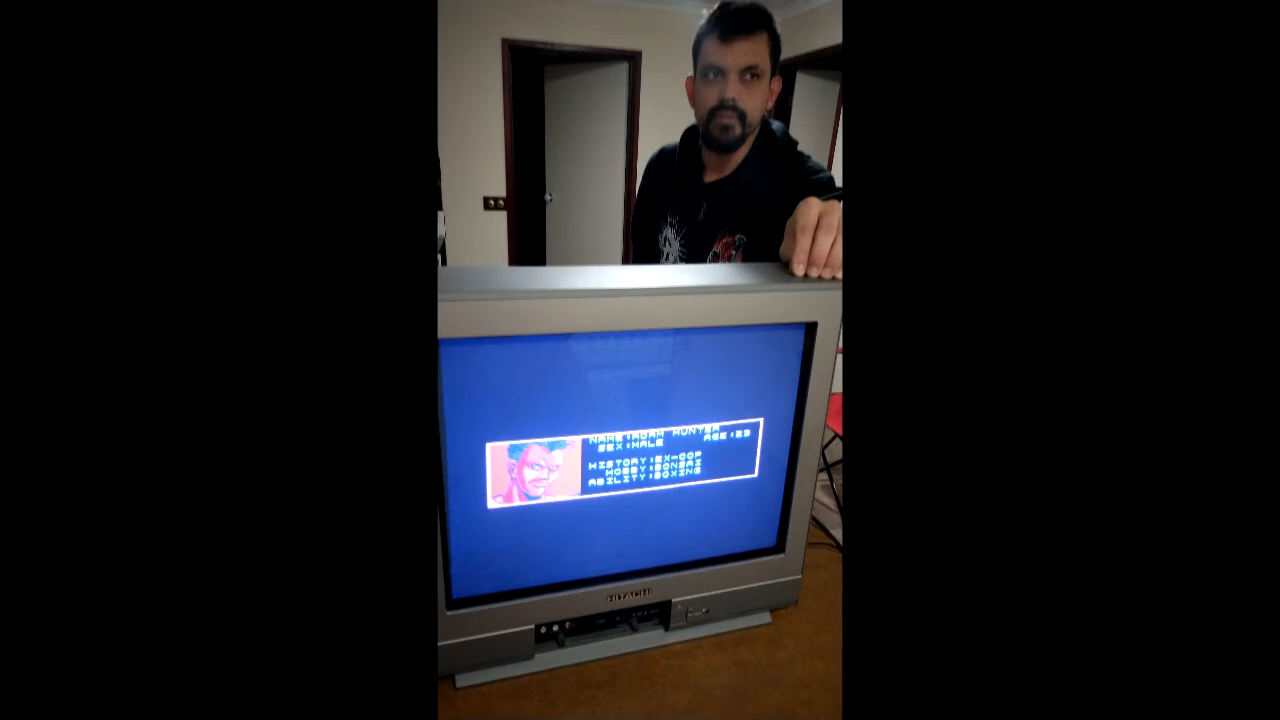 NAME:ADAM HUNTER
SEX:MALE AGE:23
HISTORY:EX-COP
HOBBY:BONSAI
ABILITY:BOXING
HITACHI